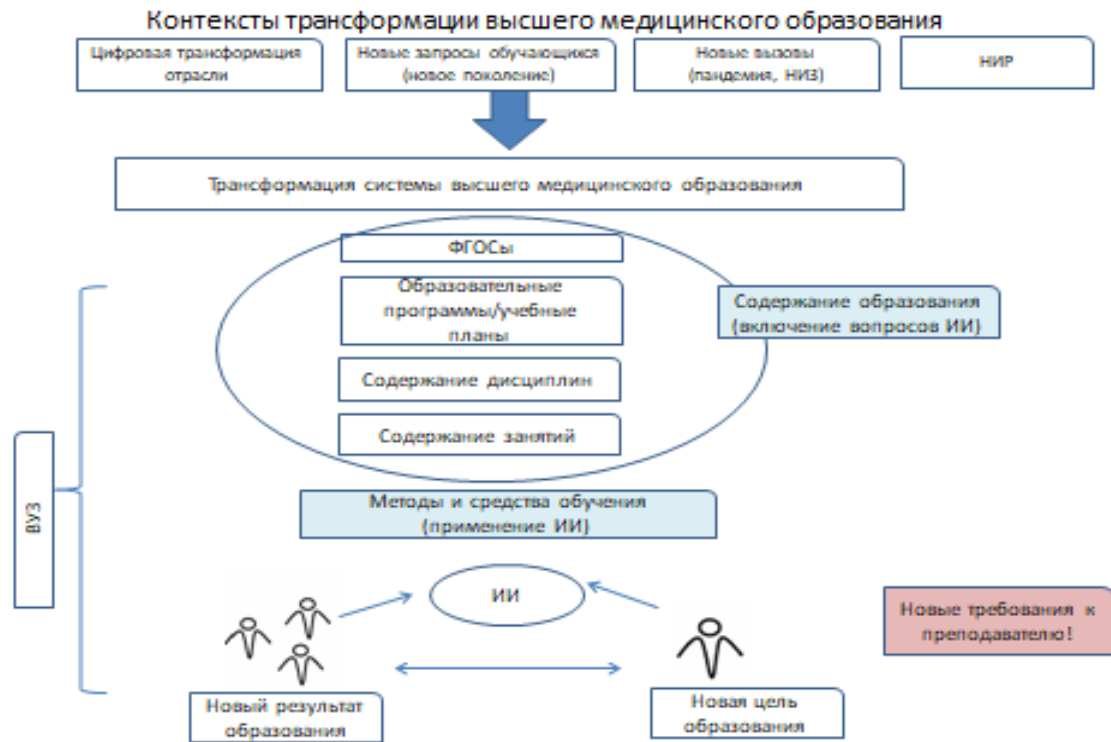 Контексты трансформации высшего медицинского образования
Цифровая трансформация
отрасли
Новые запросы обучающихся
(новое поколение)
Новые вызовы
(пандемия, НИЗ)
НИР
Трансформация системы высшего медицинского образования
ФГОСы
Образовательные
программы/учебные
планы
Содержание образования
(включение вопросов ИИ)
Содержание дисциплин
Содержание занятий
ВУЗ
Методы и средства обучения
(применение ИИ)
ИИ
Новые требования к
преподавателю!
Новый результат
образования
Новая цель
образования